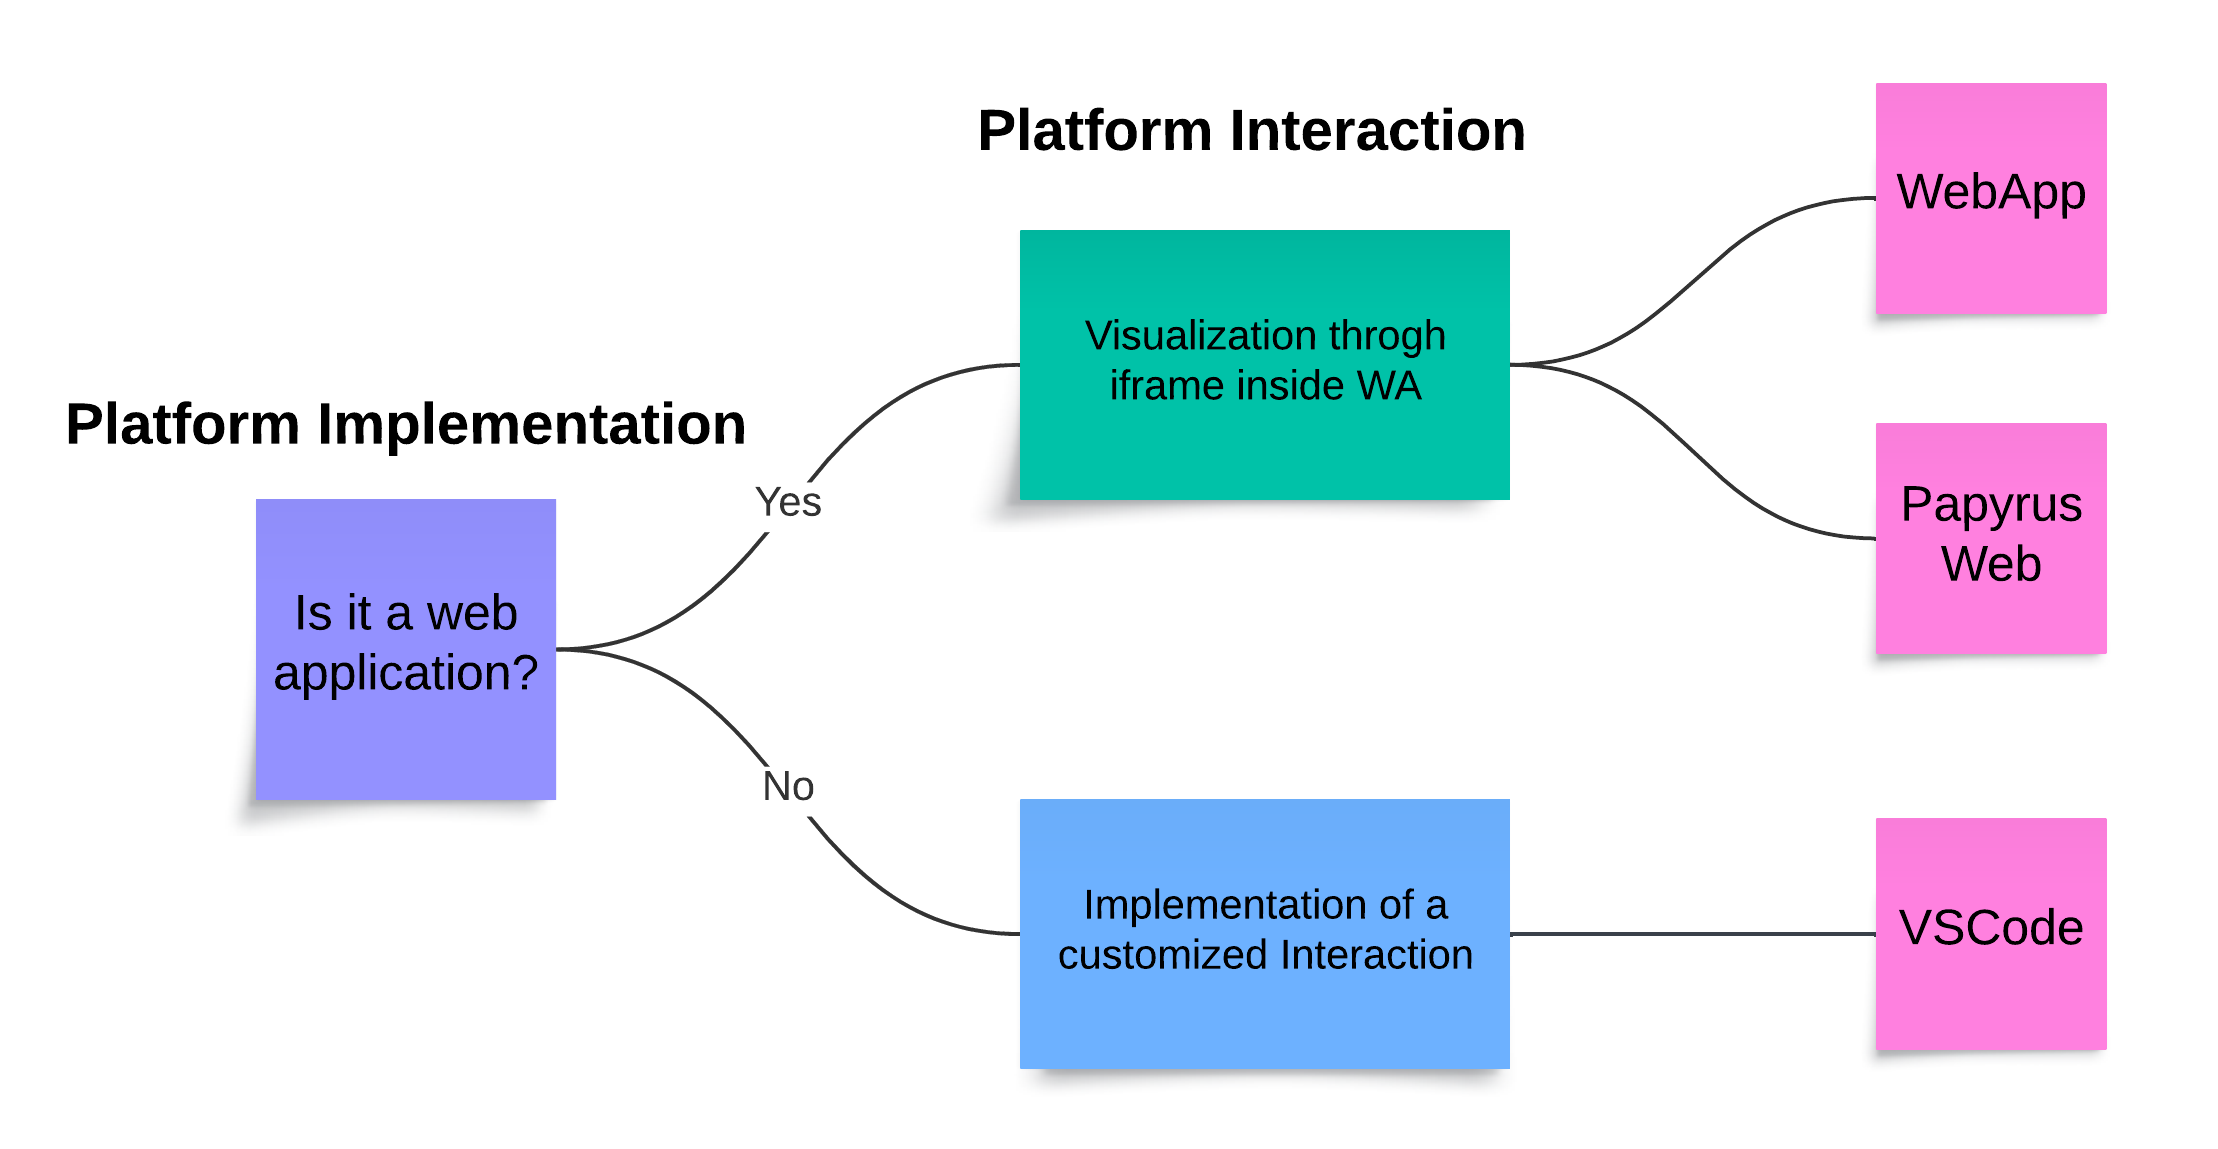 Platform Interaction
WebApp
Visualization throgh
iframe inside WA
Platform Implementation
Yes
Papyrus
Web
Is it a web
application?
No
Implementation of a
customized Interaction
VSCode